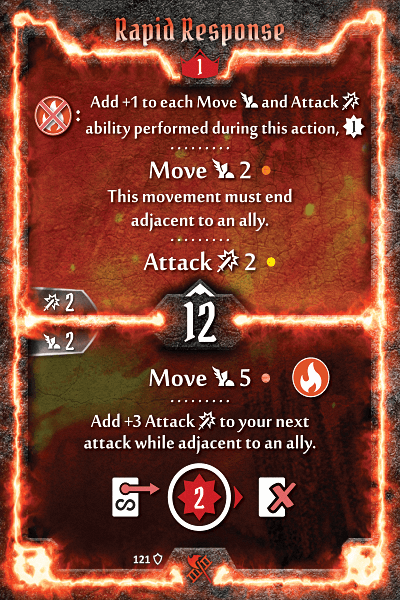 Rapid Response
1
: Add +1 to each Move and Attack
ability performed during this action, 1
Move 2
This movement must end
adjacent to an ally.
Attack 2
2
12
2
Move 5
Add +3 Attack to your next
attack while adjacent to an ally.
S 2
121